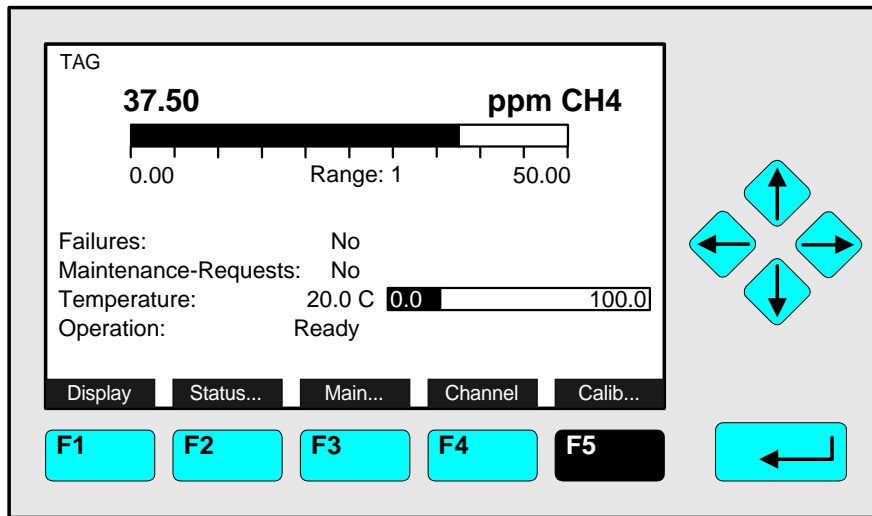 TAG
37.50 ppm CH4
0.00 Range: 1 50.00
Failures: No
Maintenance-Requests: No
Temperature: 20.0 C 0.0 100.0
Operation: Ready
Display Status... Main... Channel Calib...
F1 F2 F3 F4 F5